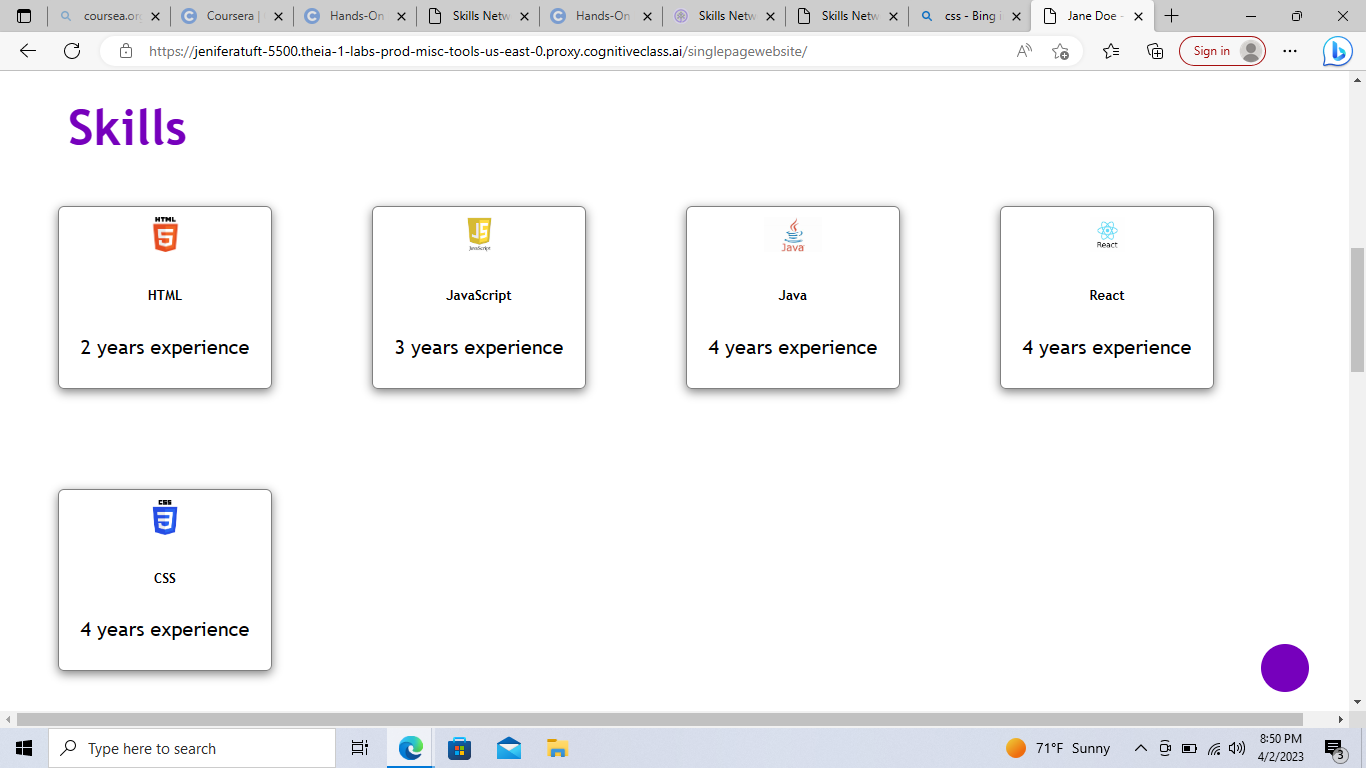 coursea.or
Coursera |
Hands-On
Skills Netw
Hands-On
Skills Netw
Skills Netw
css - Bing i
Jane Doe -
https://jeniferatuft-5500.theia-1-labs-prod-misc-tools-us-east-0.proxy.cognitiveclass.ai/singlepagewebsite/
Sign in
Skills
HTML
JS
JavaScript
Java
React
HTML
JavaScript
Java
React
2 years experience
3 years experience
4 years experience
4 years experience
CSS
CSS
4 years experience
Type here to search
71°F Sunny
8:50 PM
4/2/2023
3